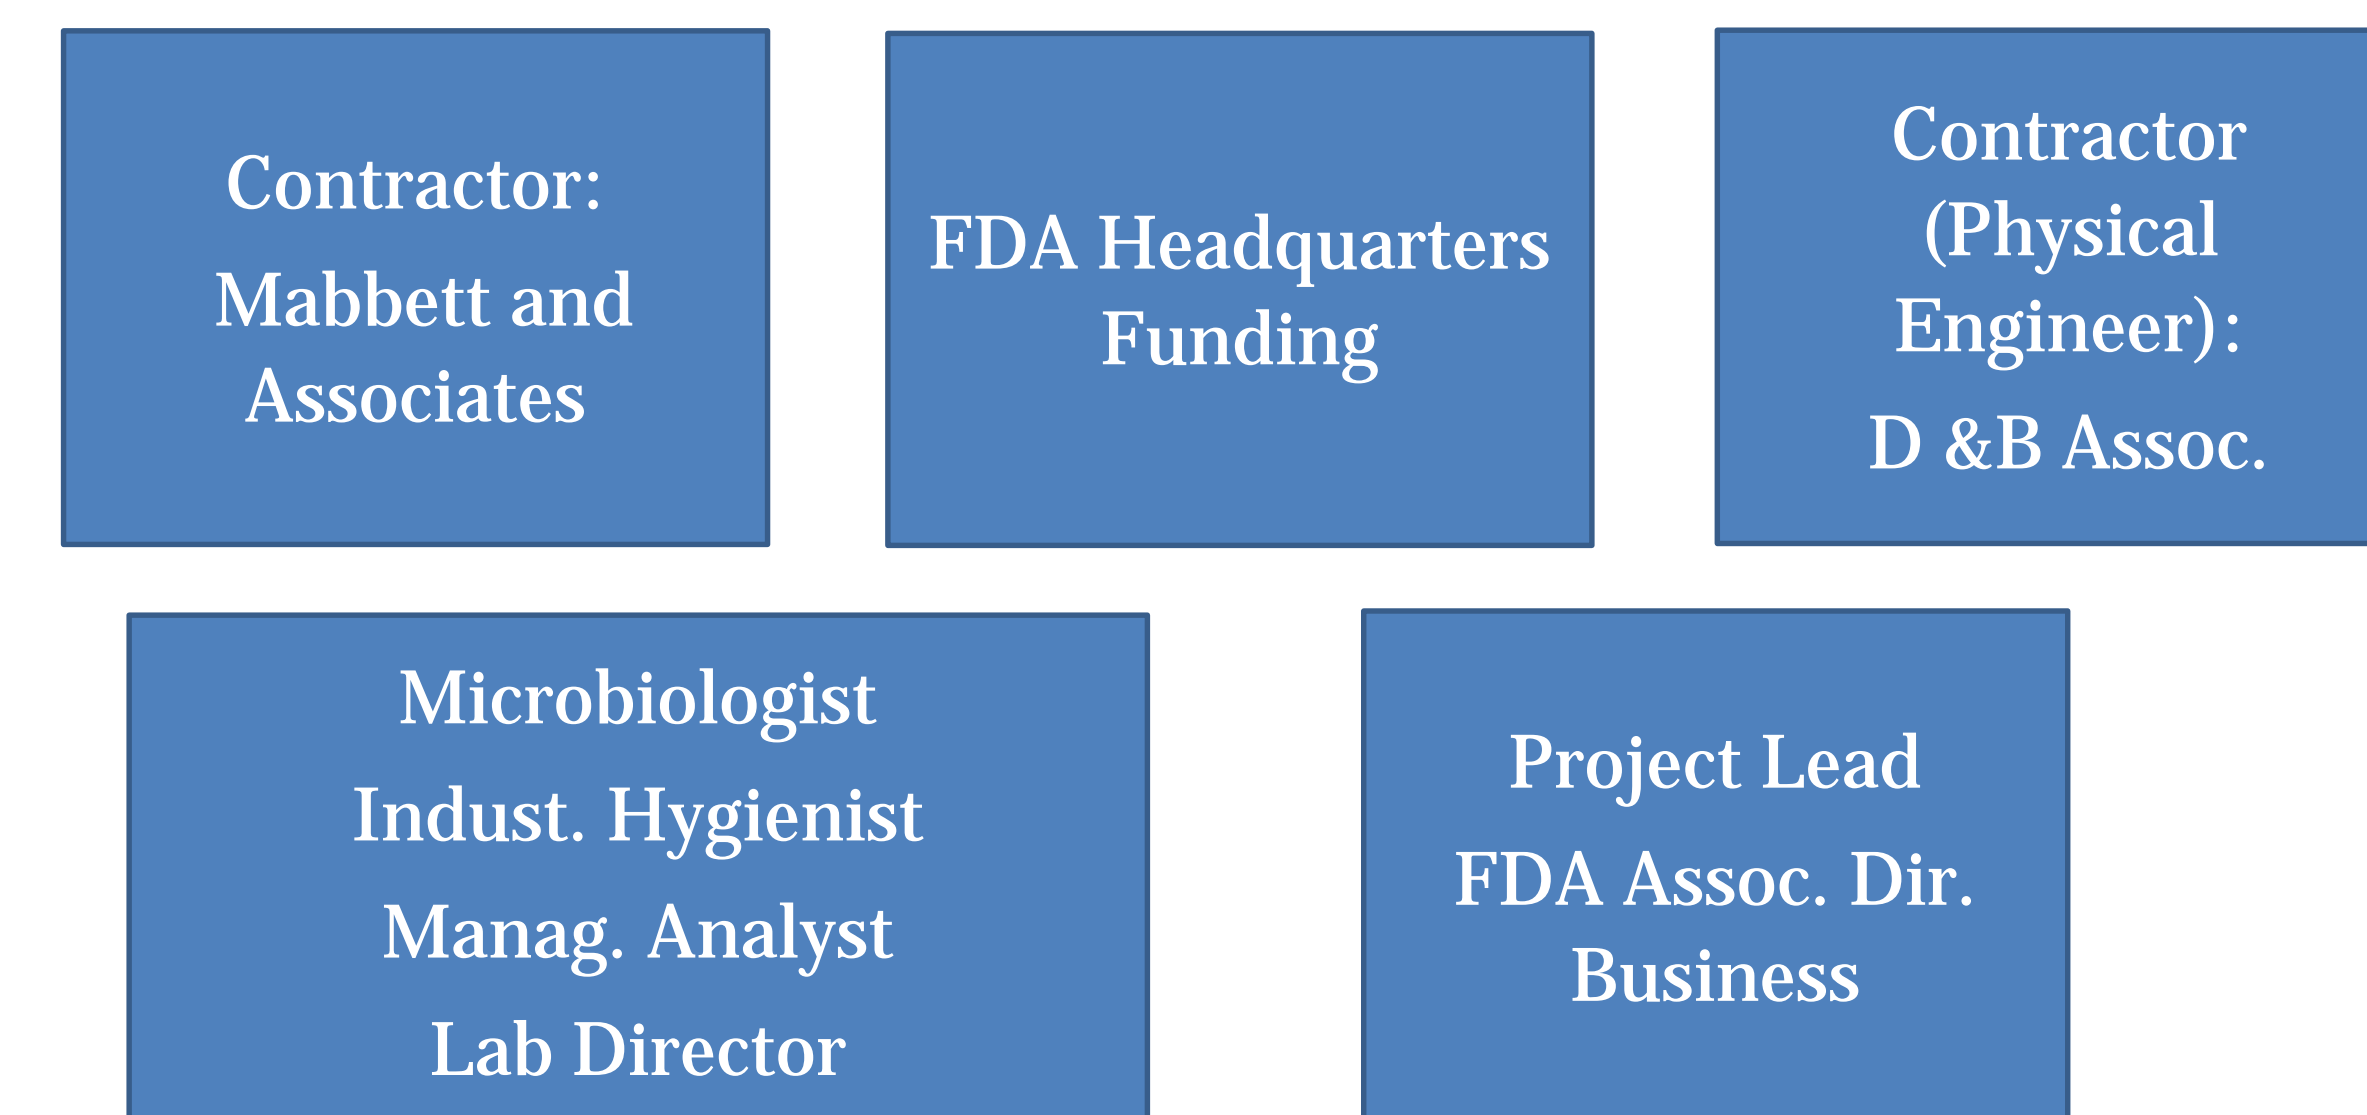 Contractor:
Mabbett and
Associates
FDA Headquarters
Funding
Contractor
(Physical
Engineer):
D &B Assoc.
Microbiologist
Indust. Hygienist
Manag. Analyst
Lab Director
Project Lead
FDA Assoc. Dir.
Business